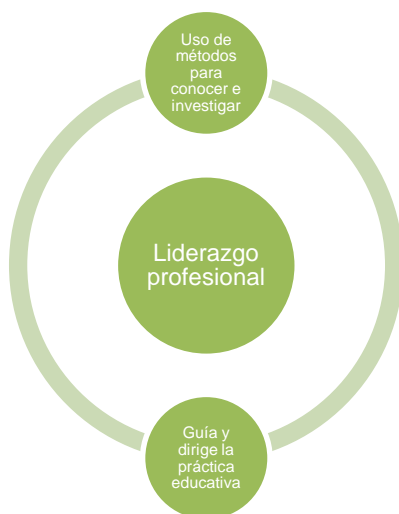 Uso de
métodos
para
conocer e
investigar
Liderazgo
profesional
Guía y
dirige la
práctica
educativa